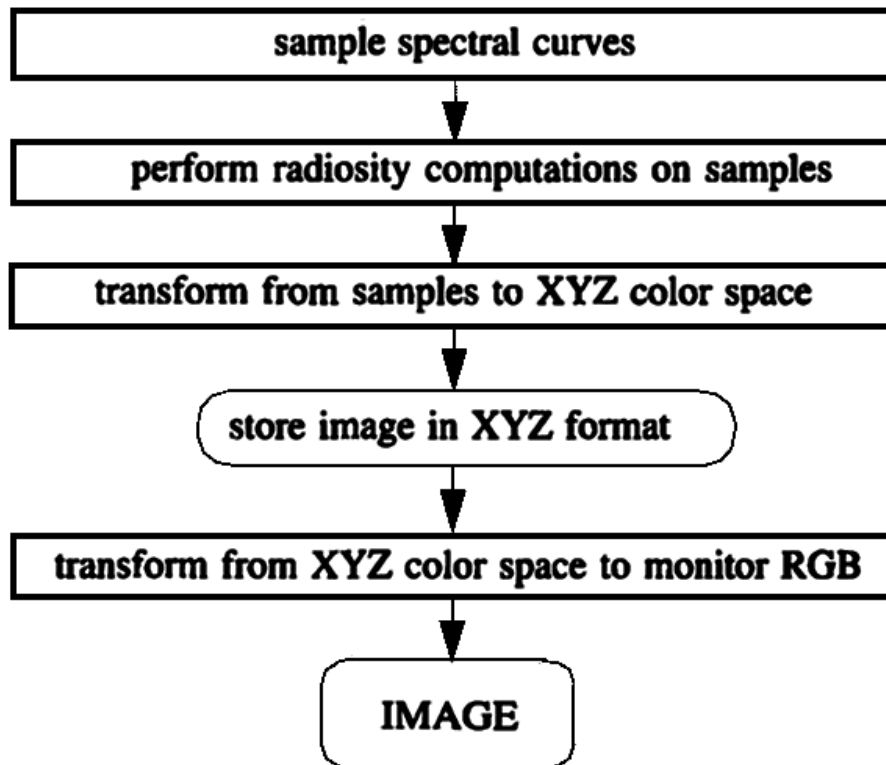 sample spectral curves
perform radiosity computations on samples
transform from samples to XYZ color space
store image in XYZ format
transform from XYZ color space to monitor RGB
IMAGE